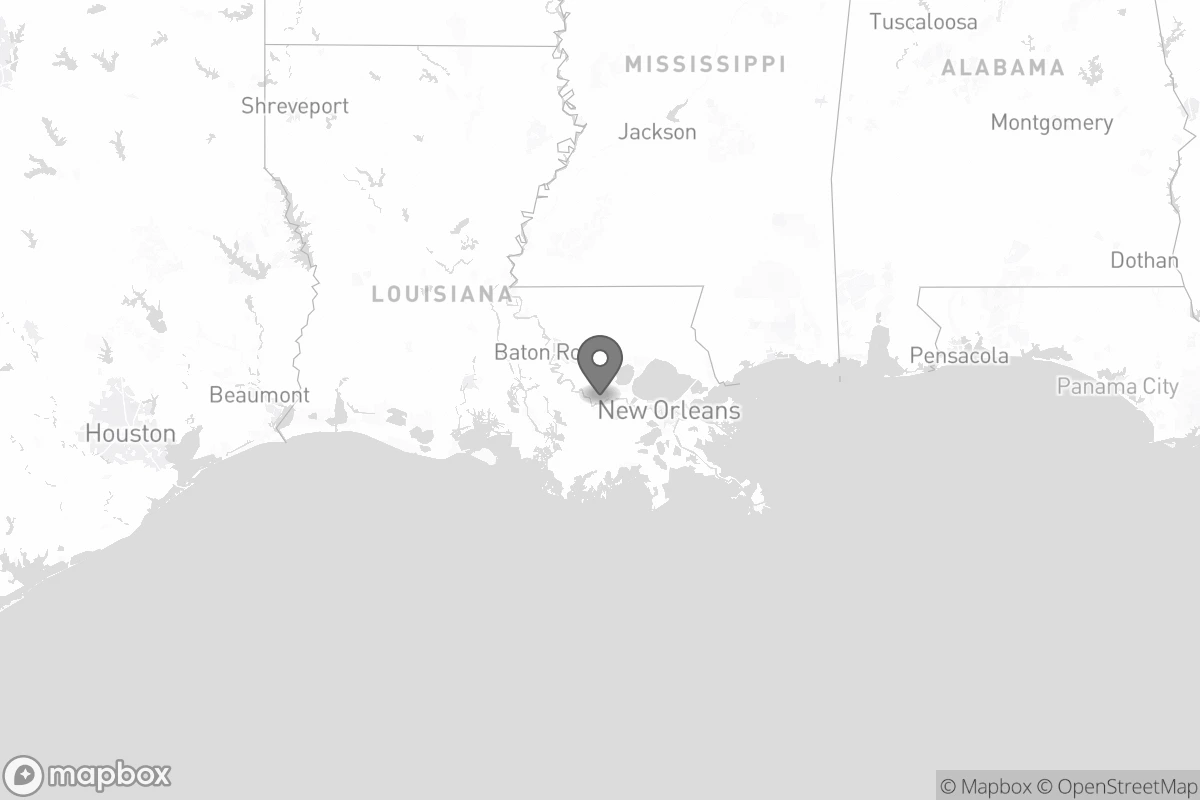 Tuscaloosa
MISSISSIPPI
ALABAMA
Shreveport
Montgomery
Jackson
Dothan
LOUISIANA
Baton Ro
Pensacola
Panama City
Beaumont
New Orleans
Houston
mapbox
© Mapbox © OpenStreetMap